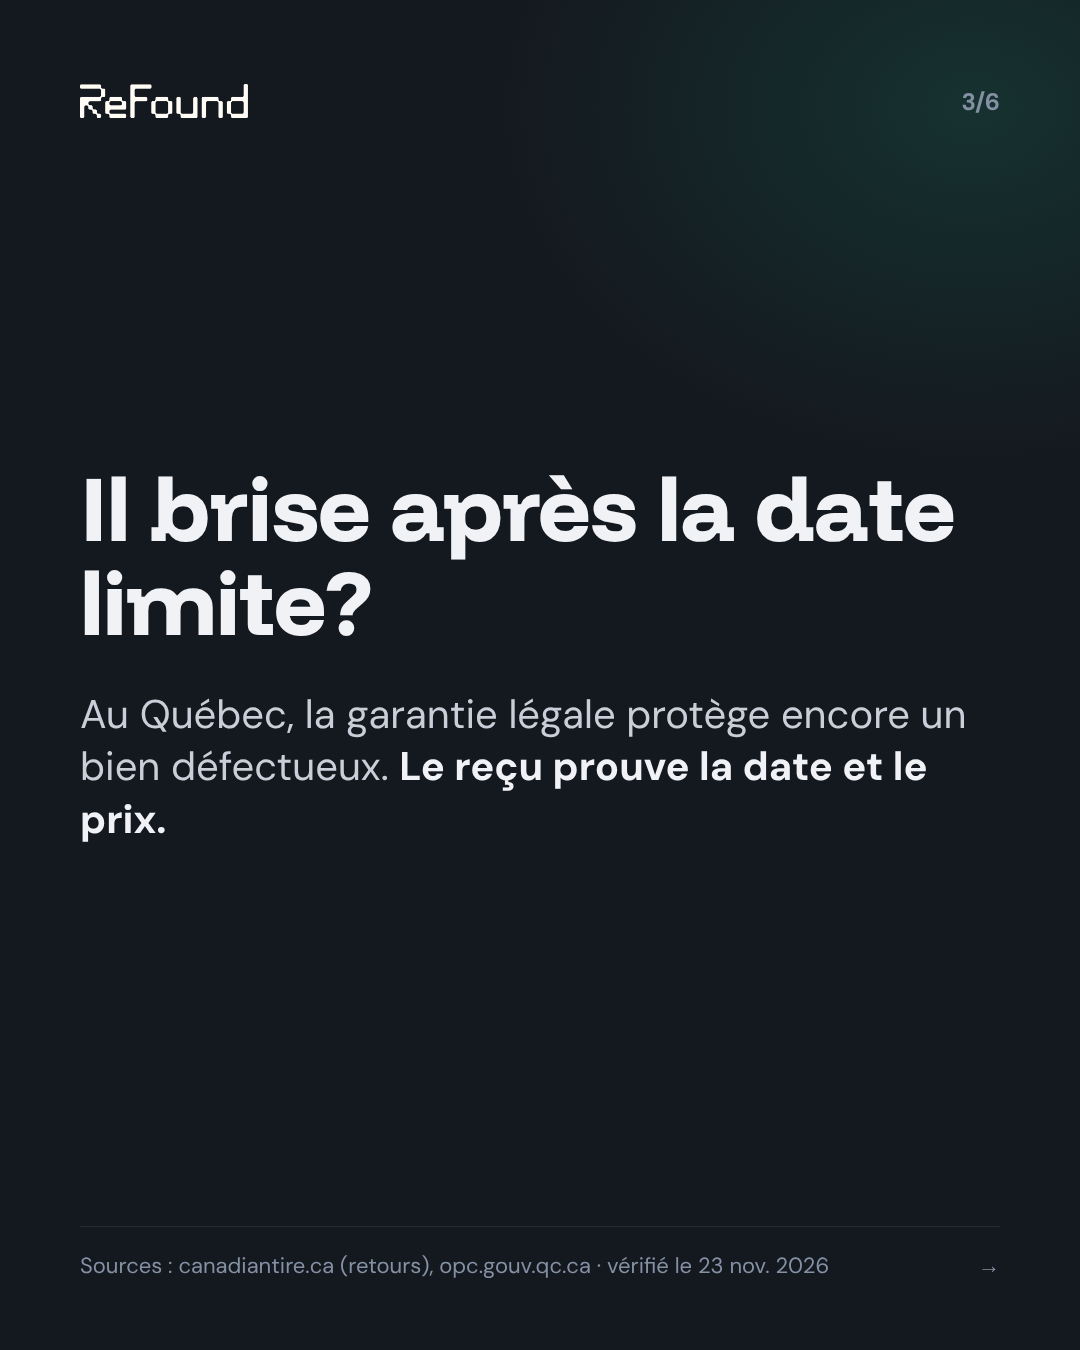 ReFound
3/6
Il brise après la date
limite?
Au Québec, la garantie légale protège encore un
bien défectueux. Le reçu prouve la date et le
prix.
Sources : canadiantire.ca (retours), opc.gouv.qc.ca · vérifié le 23 nov. 2026 →